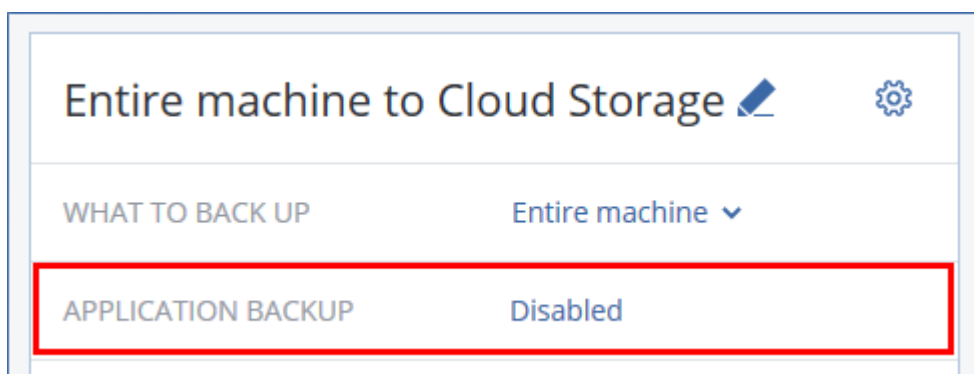 Entire machine to Cloud Storage
WHAT TO BACK UP Entire machine
APPLICATION BACKUP Disabled